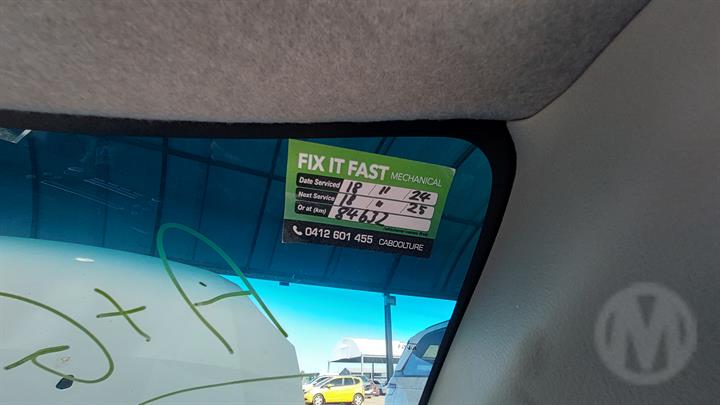 FIX IT FAST MECHANICAL
Date Serviced 18 11 24
Next Service 18 11 25
Or at (km) 84632
0412 601 455 CABOOLTURE
M